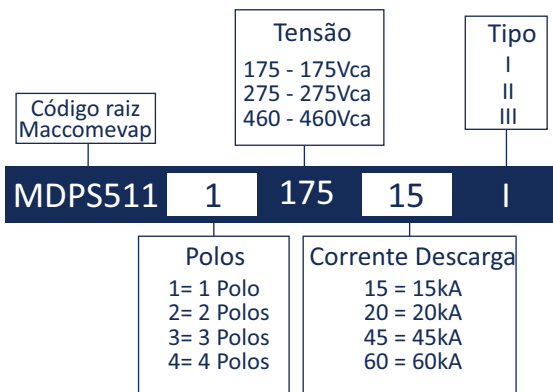 Tensão
175 - 175Vca
275 - 275Vca
460 - 460Vca
Tipo
I
II
III
Código raiz
Maccomevap
MDPS511 1 175 15 I
Polos
1= 1 Polo
2= 2 Polos
3= 3 Polos
4= 4 Polos
Corrente Descarga
15 = 15kA
20 = 20kA
45 = 45kA
60 = 60kA